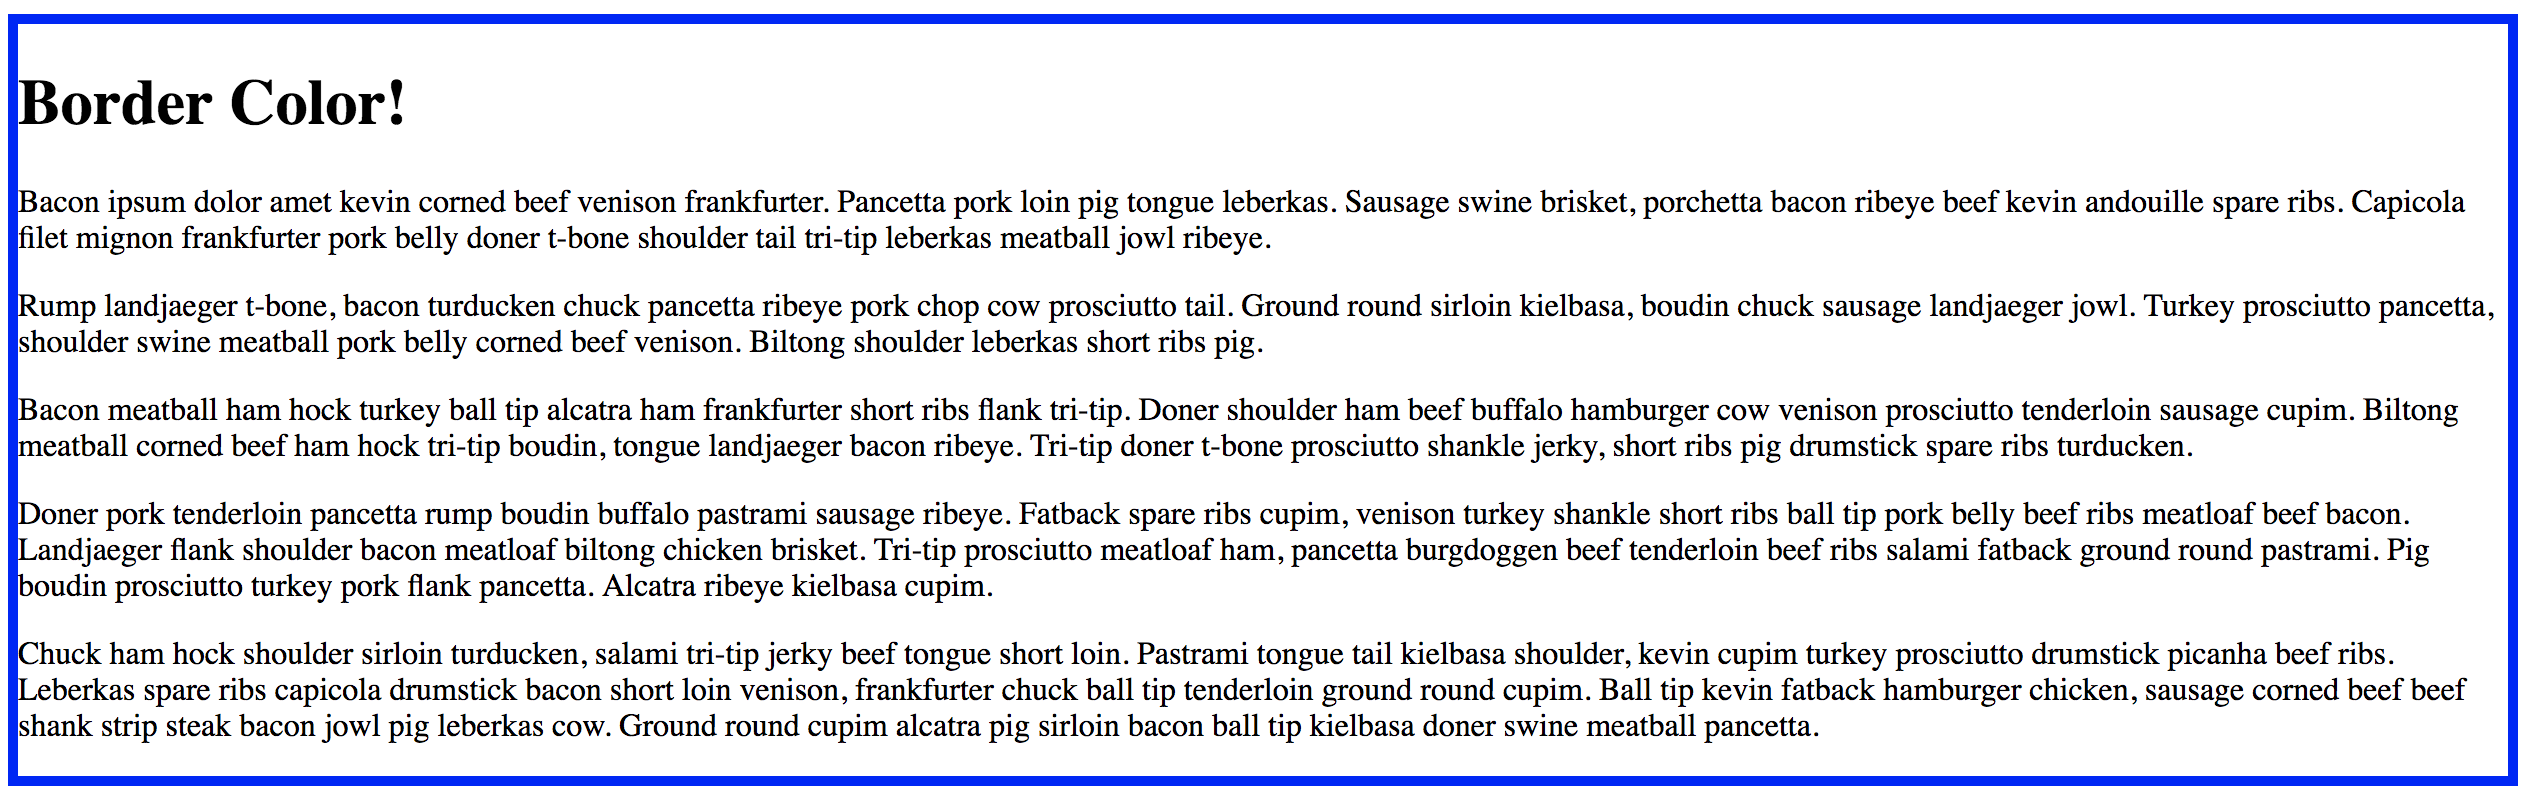 Border Color!
Bacon ipsum dolor amet kevin corned beef venison frankfurter. Pancetta pork loin pig tongue leberkas. Sausage swine brisket, porchetta bacon ribeye beef kevin andouille spare ribs. Capicola
filet mignon frankfurter pork belly doner t-bone shoulder tail tri-tip leberkas meatball jowl ribeye.
Rump landjaeger t-bone, bacon turducken chuck pancetta ribeye pork chop cow prosciutto tail. Ground round sirloin kielbasa, boudin chuck sausage landjaeger jowl. Turkey prosciutto pancetta,
shoulder swine meatball pork belly corned beef venison. Biltong shoulder leberkas short ribs pig.
Bacon meatball ham hock turkey ball tip alcatra ham frankfurter short ribs flank tri-tip. Doner shoulder ham beef buffalo hamburger cow venison prosciutto tenderloin sausage cupim. Biltong
meatball corned beef ham hock tri-tip boudin, tongue landjaeger bacon ribeye. Tri-tip doner t-bone prosciutto shankle jerky, short ribs pig drumstick spare ribs turducken.
Doner pork tenderloin pancetta rump boudin buffalo pastrami sausage ribeye. Fatback spare ribs cupim, venison turkey shankle short ribs ball tip pork belly beef ribs meatloaf beef bacon.
Landjaeger flank shoulder bacon meatloaf biltong chicken brisket. Tri-tip prosciutto meatloaf ham, pancetta burgdoggen beef tenderloin beef ribs salami fatback ground round pastrami. Pig
boudin prosciutto turkey pork flank pancetta. Alcatra ribeye kielbasa cupim.
Chuck ham hock shoulder sirloin turducken, salami tri-tip jerky beef tongue short loin. Pastrami tongue tail kielbasa shoulder, kevin cupim turkey prosciutto drumstick picanha beef ribs.
Leberkas spare ribs capicola drumstick bacon short loin venison, frankfurter chuck ball tip tenderloin ground round cupim. Ball tip kevin fatback hamburger chicken, sausage corned beef beef
shank strip steak bacon jowl pig leberkas cow. Ground round cupim alcatra pig sirloin bacon ball tip kielbasa doner swine meatball pancetta.